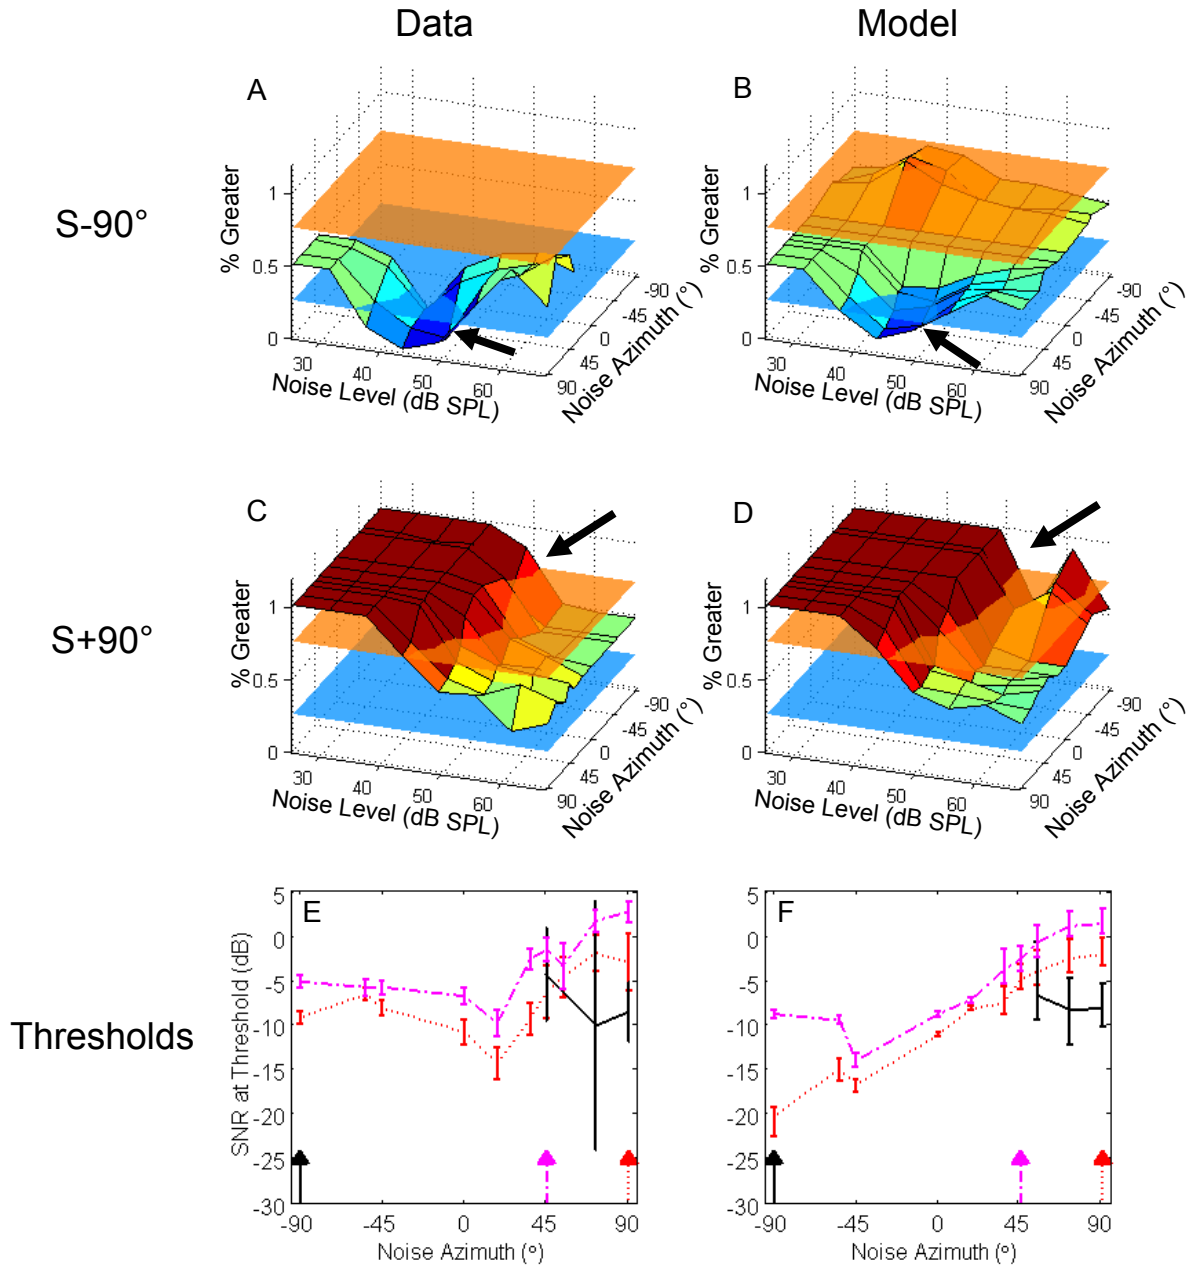 Data
Model
S-90°
A
% Greater
1
0.5
0
30
40
50
60
Noise Level (dB SPL)
90
45
0
-45
-90
Noise Azimuth (°)
B
% Greater
1
0.5
0
30
40
50
60
Noise Level (dB SPL)
90
45
0
-45
-90
Noise Azimuth (°)
S+90°
C
% Greater
1
0.5
0
30
40
50
60
Noise Level (dB SPL)
90
45
0
-45
-90
Noise Azimuth (°)
D
% Greater
1
0.5
0
30
40
50
60
Noise Level (dB SPL)
90
45
0
-45
-90
Noise Azimuth (°)
Thresholds
E
SNR at Threshold (dB)
5
0
-5
-10
-15
-20
-25
-30
-90
-45
0
45
90
Noise Azimuth (º)
F
5
0
-5
-10
-15
-20
-25
-30
-90
-45
0
45
90
Noise Azimuth (º)